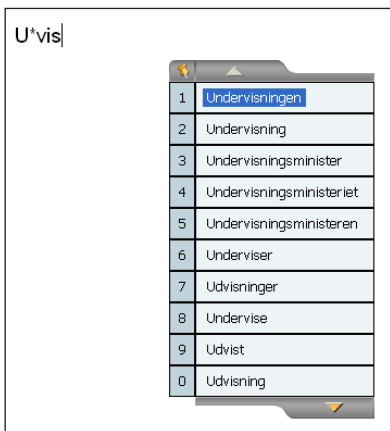 U*vis
1 Undervisningen
2 Undervisning
3 Undervisningsminister
4 Undervisningsministeriet
5 Undervisningsministeren
6 Underviser
7 Udvisninger
8 Undervise
9 Udvist
0 Udvisning